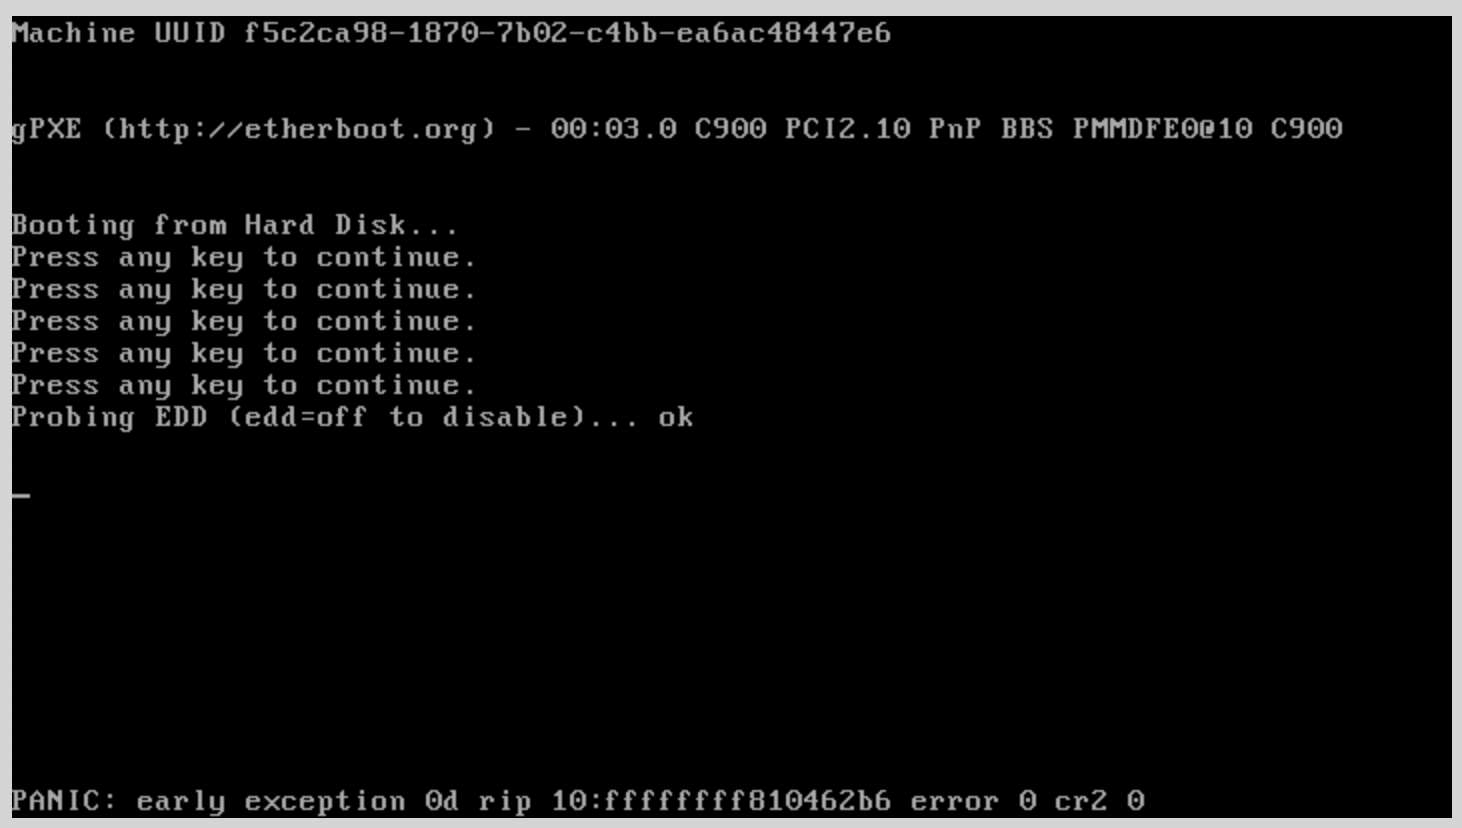 Machine UUID f5c2ca98-1870-7b02-c4bb-ea6ac48447e6
gPXE (http://etherboot.org) - 00:03.0 C900 PCI2.10 PnP BBS PMMDFE0@10 C900
Booting from Hard Disk...
Press any key to continue.
Press any key to continue.
Press any key to continue.
Press any key to continue.
Press any key to continue.
Probing EDD (edd=off to disable)... ok
_
PANIC: early exception 0d rip 10:ffffffff810462b6 error 0 cr2 0